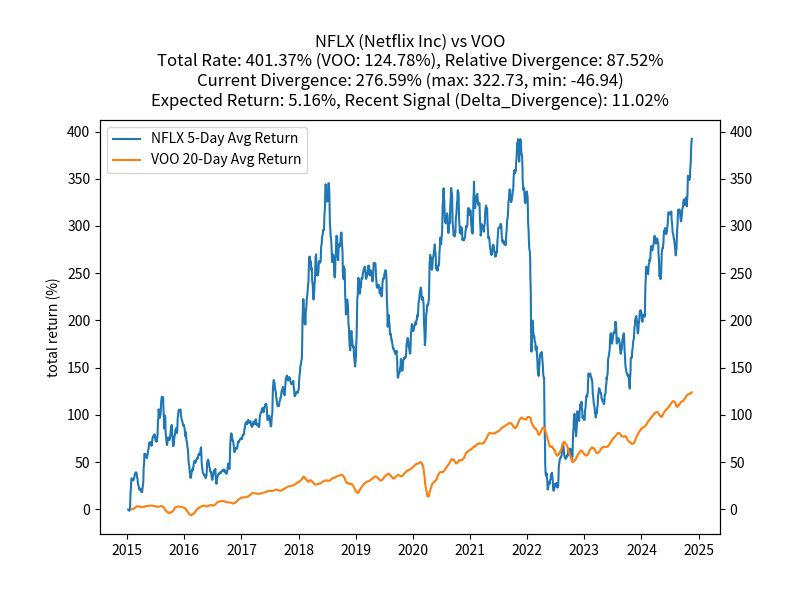 NFLX (Netflix Inc) vs VOO
Total Rate: 401.37% (VOO: 124.78%), Relative Divergence: 87.52%
Current Divergence: 276.59% (max: 322.73, min: -46.94)
Expected Return: 5.16%, Recent Signal (Delta_Divergence): 11.02%
NFLX 5-Day Avg Return
VOO 20-Day Avg Return
total return (%)
400 400
350 350
300 300
250 250
200 200
150 150
100 100
50 50
0 0
2015 2016 2017 2018 2019 2020 2021 2022 2023 2024 2025